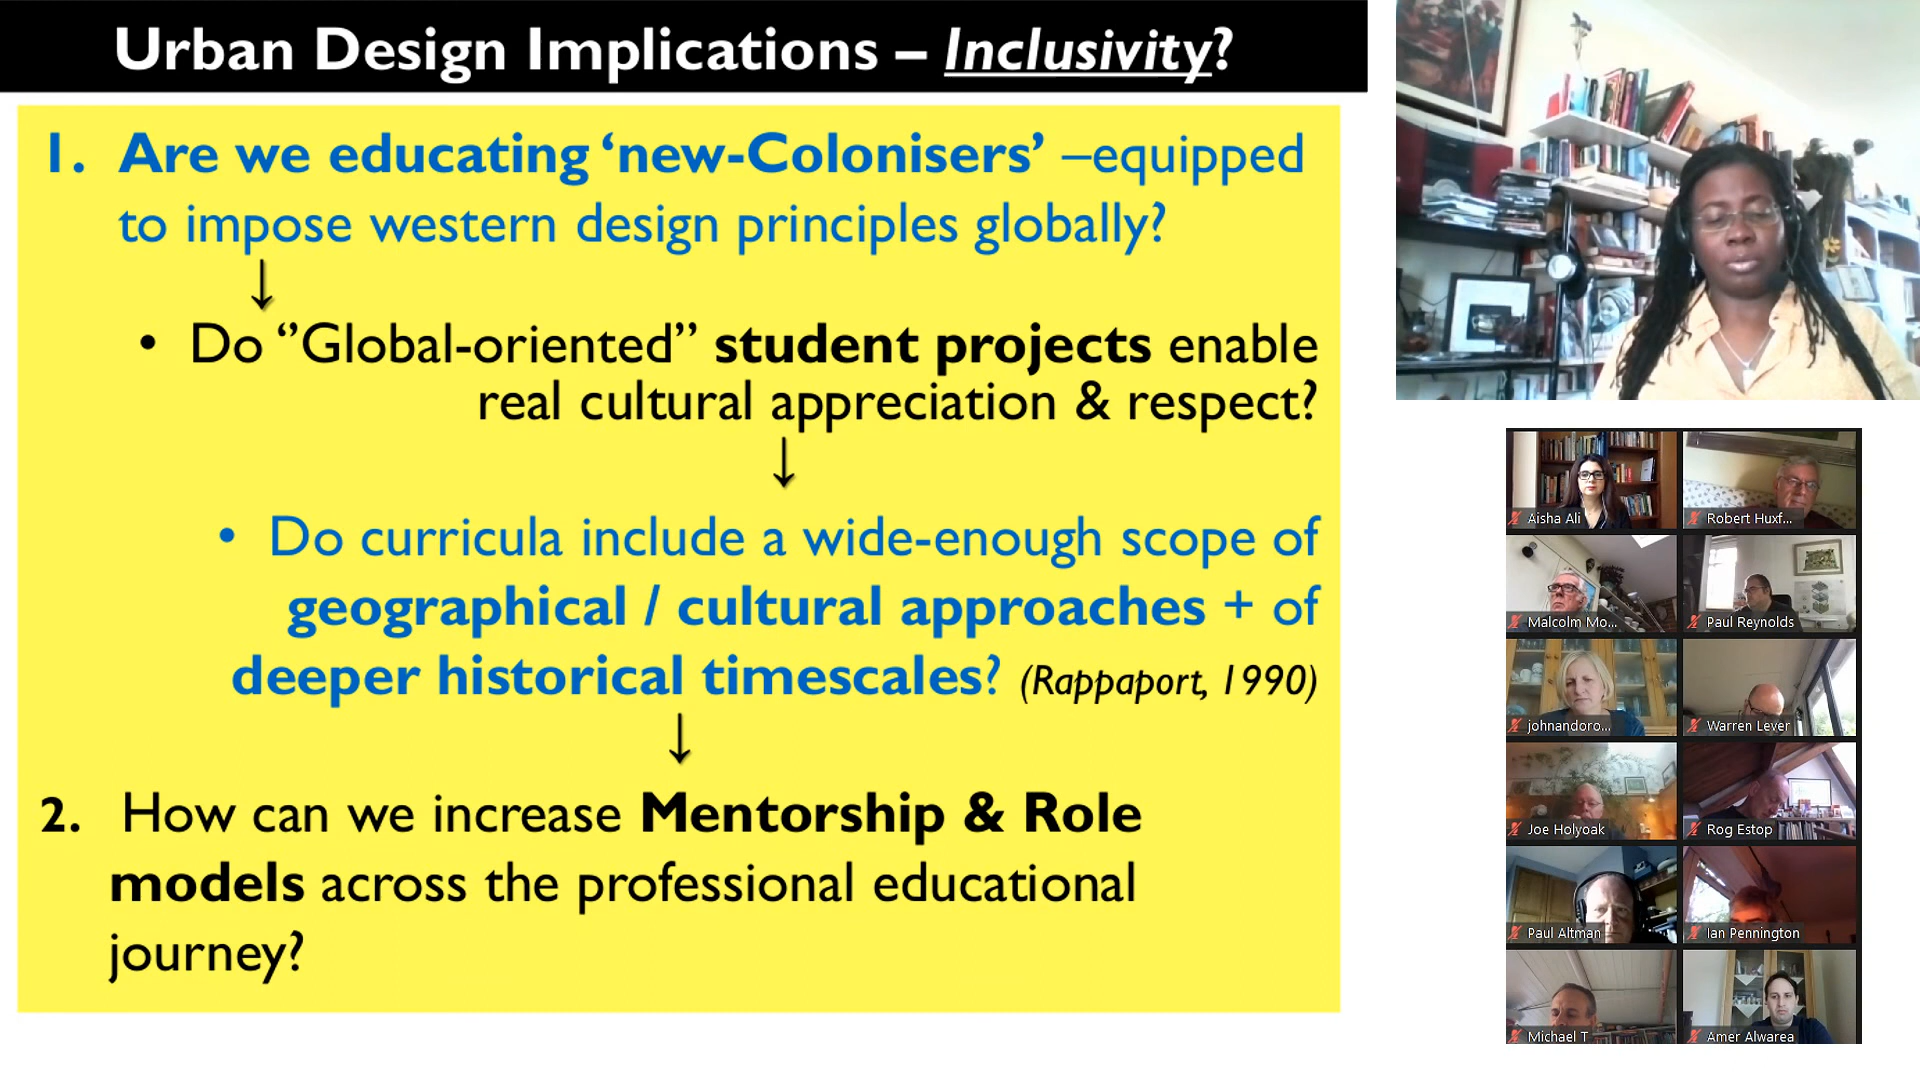 Urban Design Implications – Inclusivity?
1. Are we educating ‘new-Colonisers’ –equipped
to impose western design principles globally?
↓
• Do ‘’Global-oriented’’ student projects enable
real cultural appreciation & respect?
↓
• Do curricula include a wide-enough scope of
geographical / cultural approaches + of
deeper historical timescales? (Rappaport, 1990)
↓
2. How can we increase Mentorship & Role
models across the professional educational
journey?
Aisha Ali
Robert Huxf...
Malcolm Mo...
Paul Reynolds
johnandoro...
Warren Lever
Joe Holyoak
Rog Estop
Paul Altman
Ian Pennington
Michael T
Amer Alwarea